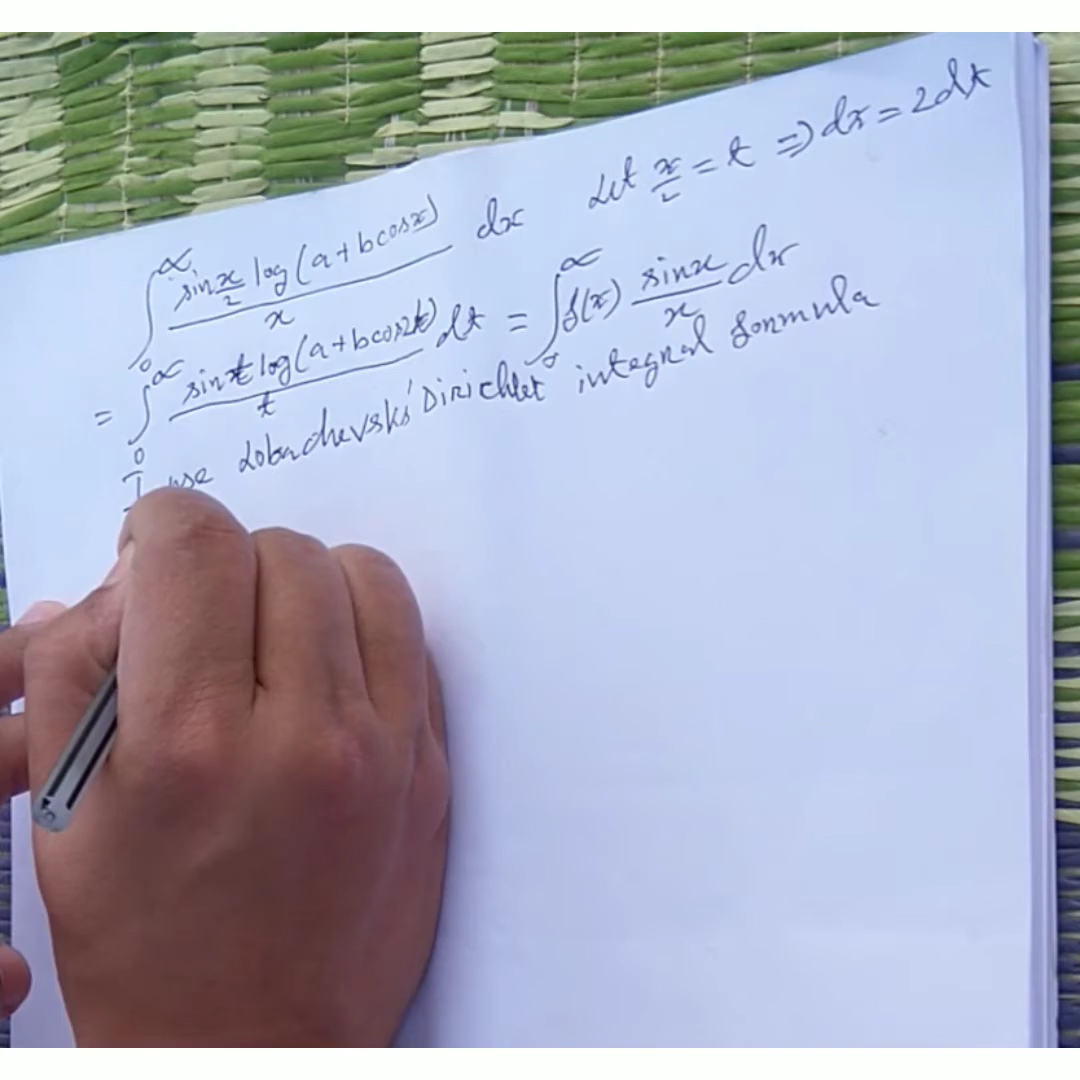 ∫₀^∝ sin x/2 log(a+bcosx) / x dx Let x/2 = t ⇒ dx = 2dt
= ∫₀^∝ sint log(a+bcos2t) / t dt = ∫₀^∝ f(x) sinx / x dx
I use Lobachevski Dirichlet integral formula